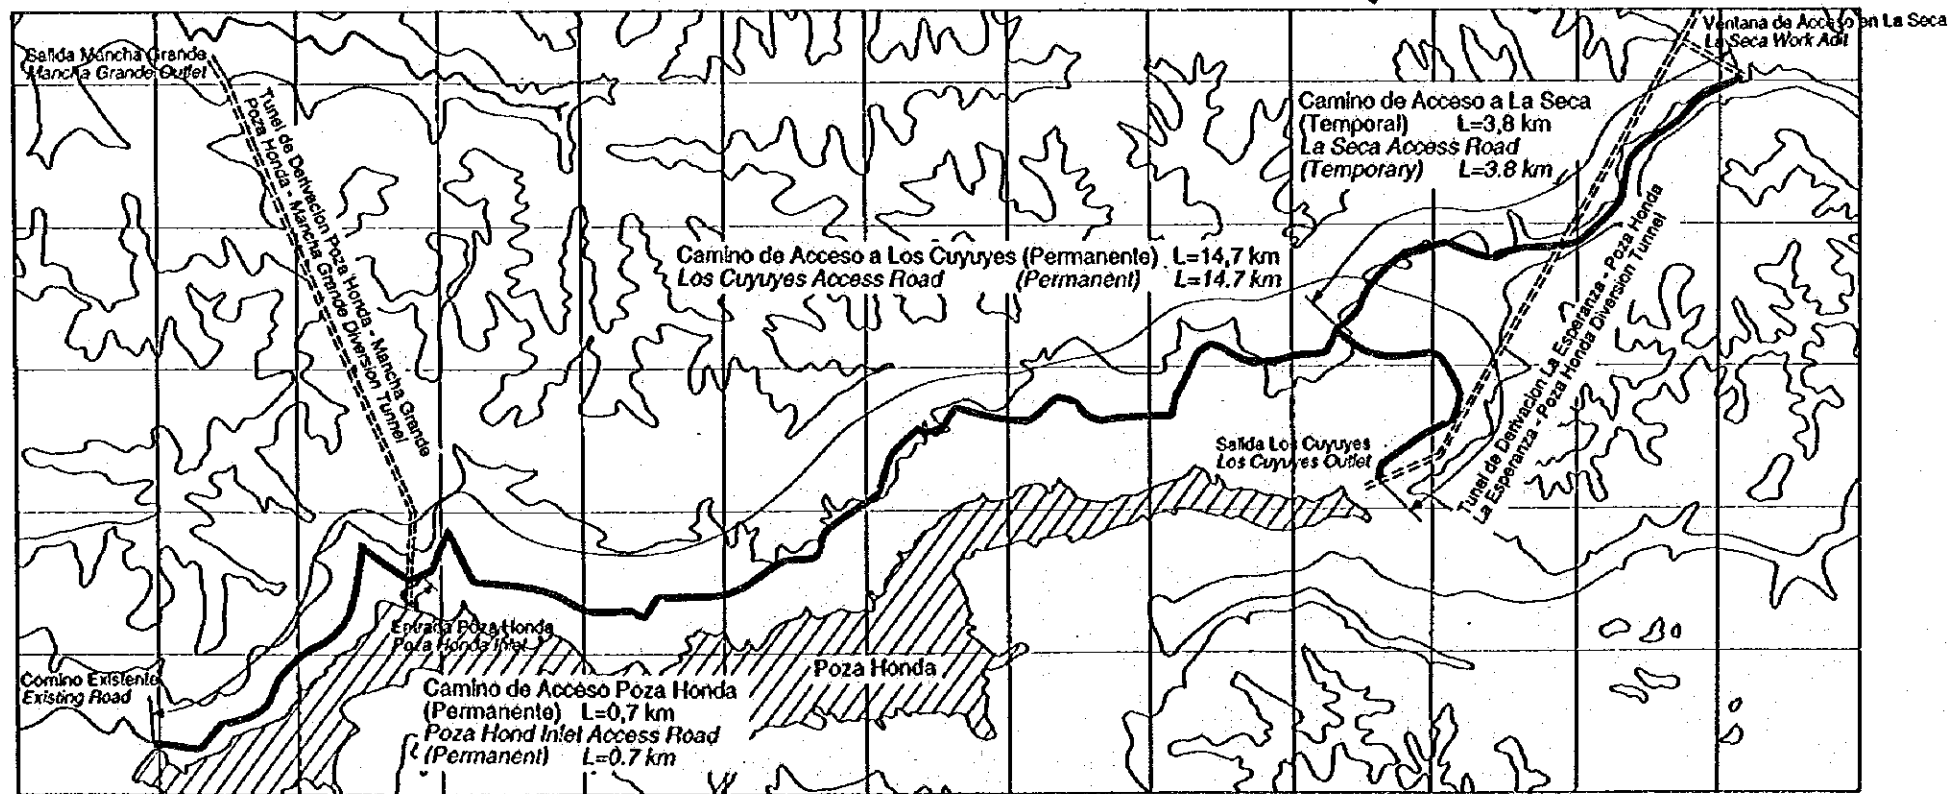 Ventana de Acceso en La Seca
La Seca Work Adit
Salida Mancha Grande
Mancha Grande Outlet
Tunel de Derivacion Poza Honda - Mancha Grande
Poza Honda - Mancha Grande Diversion Tunnel
Camino de Acceso a La Seca
(Temporal) L=3,8 km
La Seca Access Road
(Temporary) L=3.8 km
Camino de Acceso a Los Cuyuyes (Permanente) L=14,7 km
Los Cuyuyes Access Road (Permanent) L=14.7 km
Tunel de Derivacion La Esperanza - Poza Honda
La Esperanza - Poza Honda Diversion Tunnel
Salida Los Cuyuyes
Los Cuyuyes Outlet
Entrada Poza Honda
Poza Honda Inlet
Poza Honda
Comino Existente
Existing Road
Camino de Acceso Poza Honda
(Permanente) L=0,7 km
Poza Hond Inlet Access Road
(Permanent) L=0.7 km